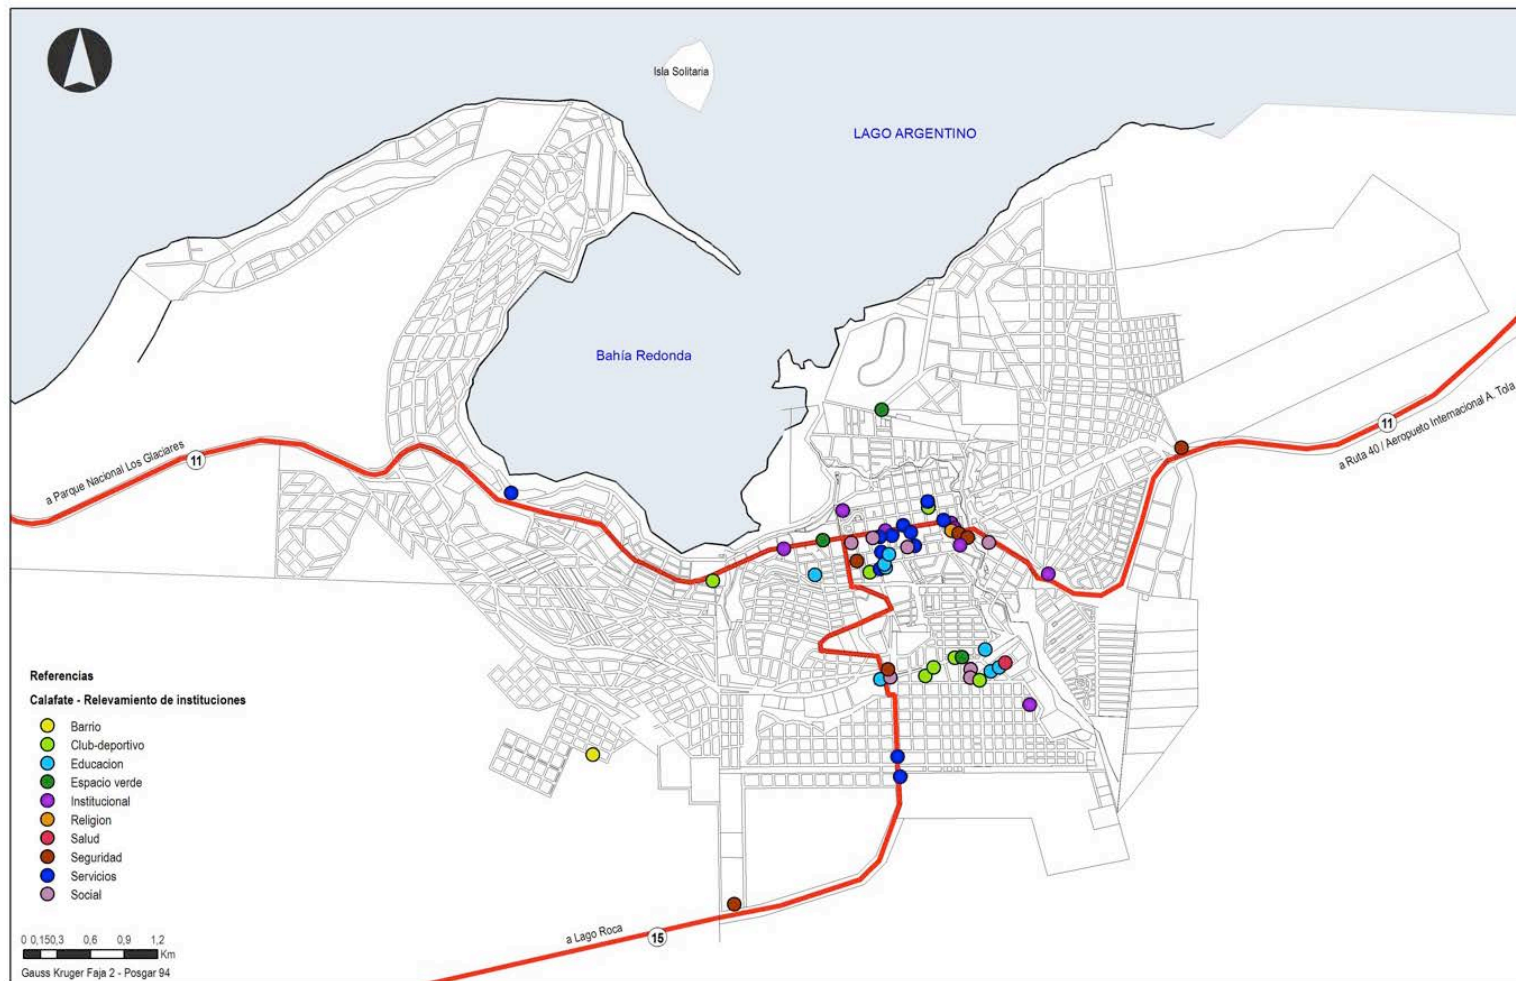 Isla Solitaria
LAGO ARGENTINO
Bahía Redonda
a Parque Nacional Los Glaciares
11
11
a Ruta 40 / Aeropueto Internacional A. Tola
Referencias
Calafate - Relevamiento de instituciones
Barrio
Club-deportivo
Educacion
Espacio verde
Institucional
Religion
Salud
Seguridad
Servicios
Social
a Lago Roca
15
0 0,150,3 0,6 0,9 1,2
Km
Gauss Kruger Faja 2 - Posgar 94